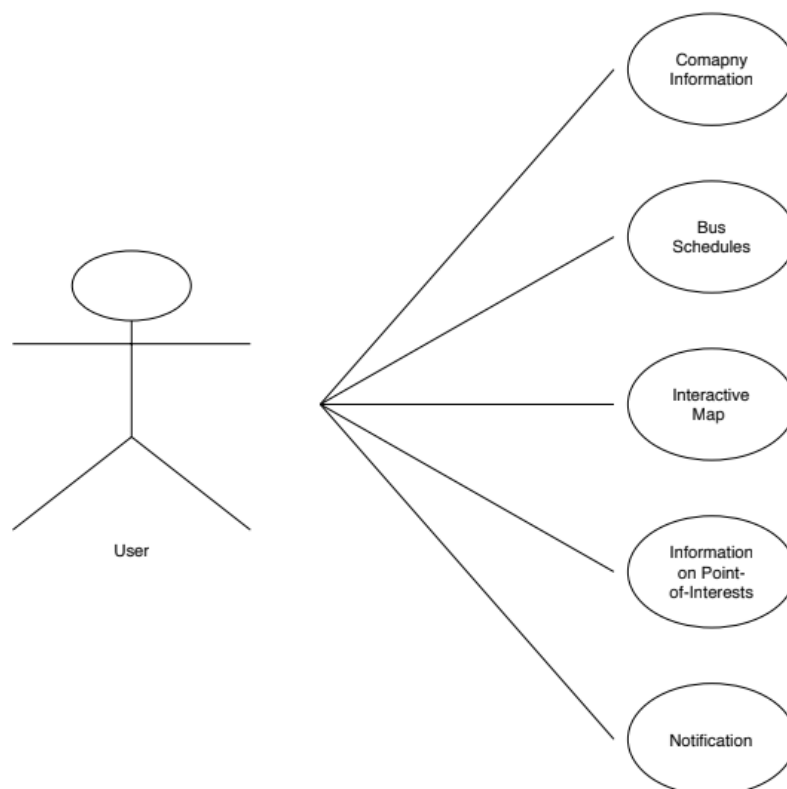 Comapny
Information
Bus
Schedules
Interactive
Map
User
Information
on Point-
of-Interests
Notification